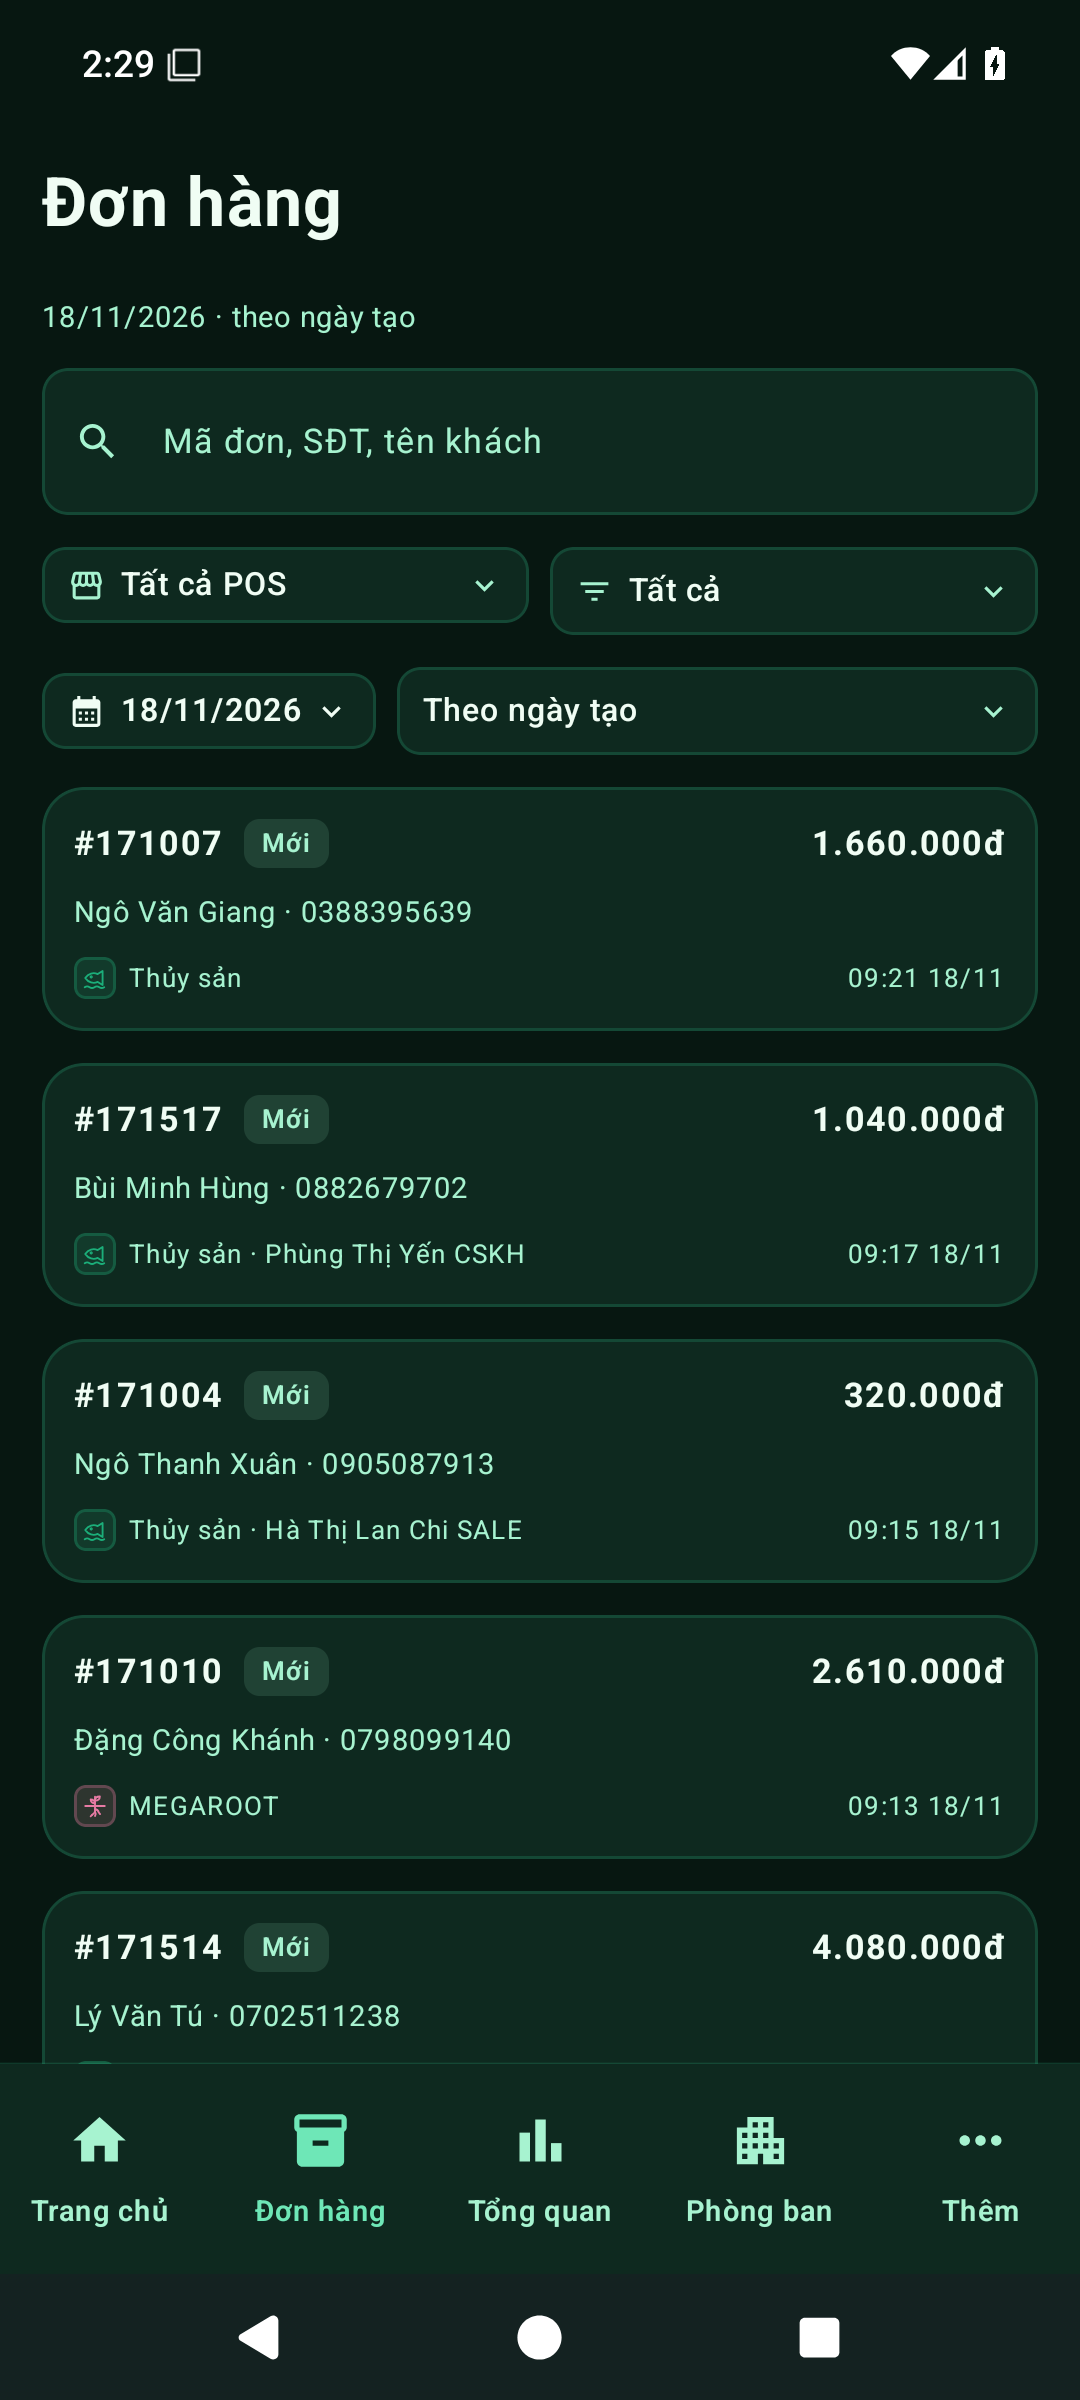 2:29
Đơn hàng
18/11/2026 · theo ngày tạo
Mã đơn, SĐT, tên khách
Tất cả POS
Tất cả
18/11/2026
Theo ngày tạo
#171007 Mới 1.660.000đ
Ngô Văn Giang · 0388395639
Thủy sản 09:21 18/11
#171517 Mới 1.040.000đ
Bùi Minh Hùng · 0882679702
Thủy sản · Phùng Thị Yến CSKH 09:17 18/11
#171004 Mới 320.000đ
Ngô Thanh Xuân · 0905087913
Thủy sản · Hà Thị Lan Chi SALE 09:15 18/11
#171010 Mới 2.610.000đ
Đặng Công Khánh · 0798099140
MEGAROOT 09:13 18/11
#171514 Mới 4.080.000đ
Lý Văn Tú · 0702511238
Trang chủ Đơn hàng Tổng quan Phòng ban Thêm